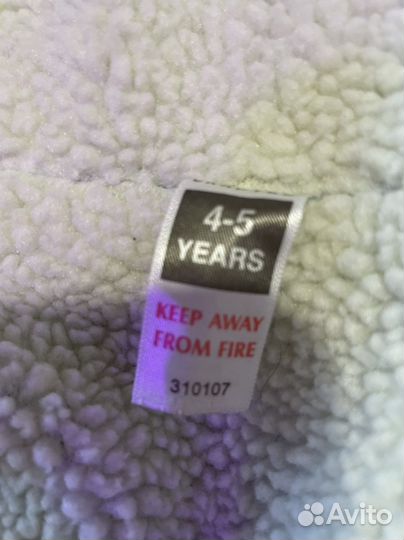 4-5
YEARS
KEEP AWAY
FROM FIRE
310107
Avito